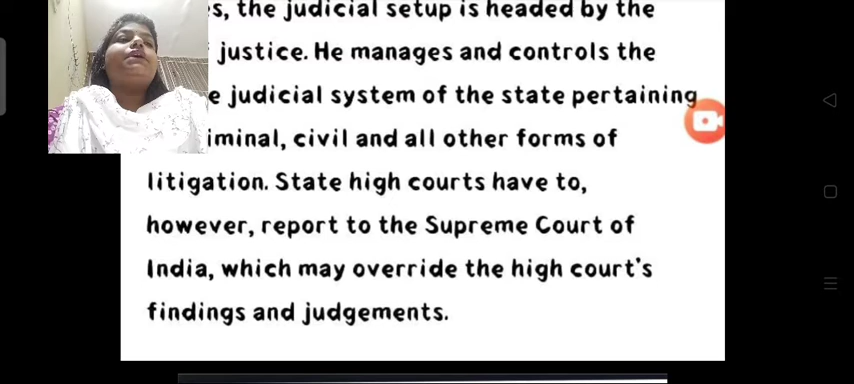 the judicial setup is headed by the
justice. He manages and controls the
judicial system of the state pertaining
civil and all other forms of
litigation. State high courts have to,
however, report to the Supreme Court of
India, which may override the high court's
findings and judgements.